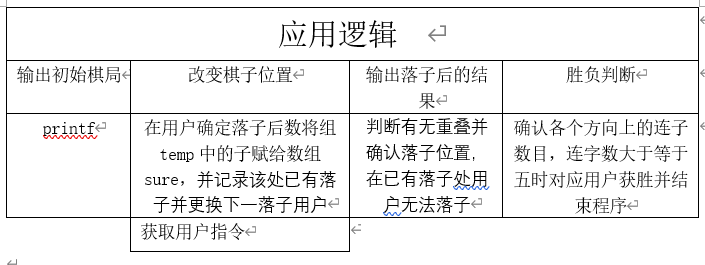 应用逻辑
输出初始棋局
改变棋子位置
输出落子后的结
果
胜负判断
printf
在用户确定落子后数将组
temp 中的子赋给数组
sure，并记录该处已有落
子并更换下一落子用户
判断有无重叠并
确认落子位置,
在已有落子处用
户无法落子
确认各个方向上的连子
数目，连字数大于等于
五时对应用户获胜并结
束程序
获取用户指令